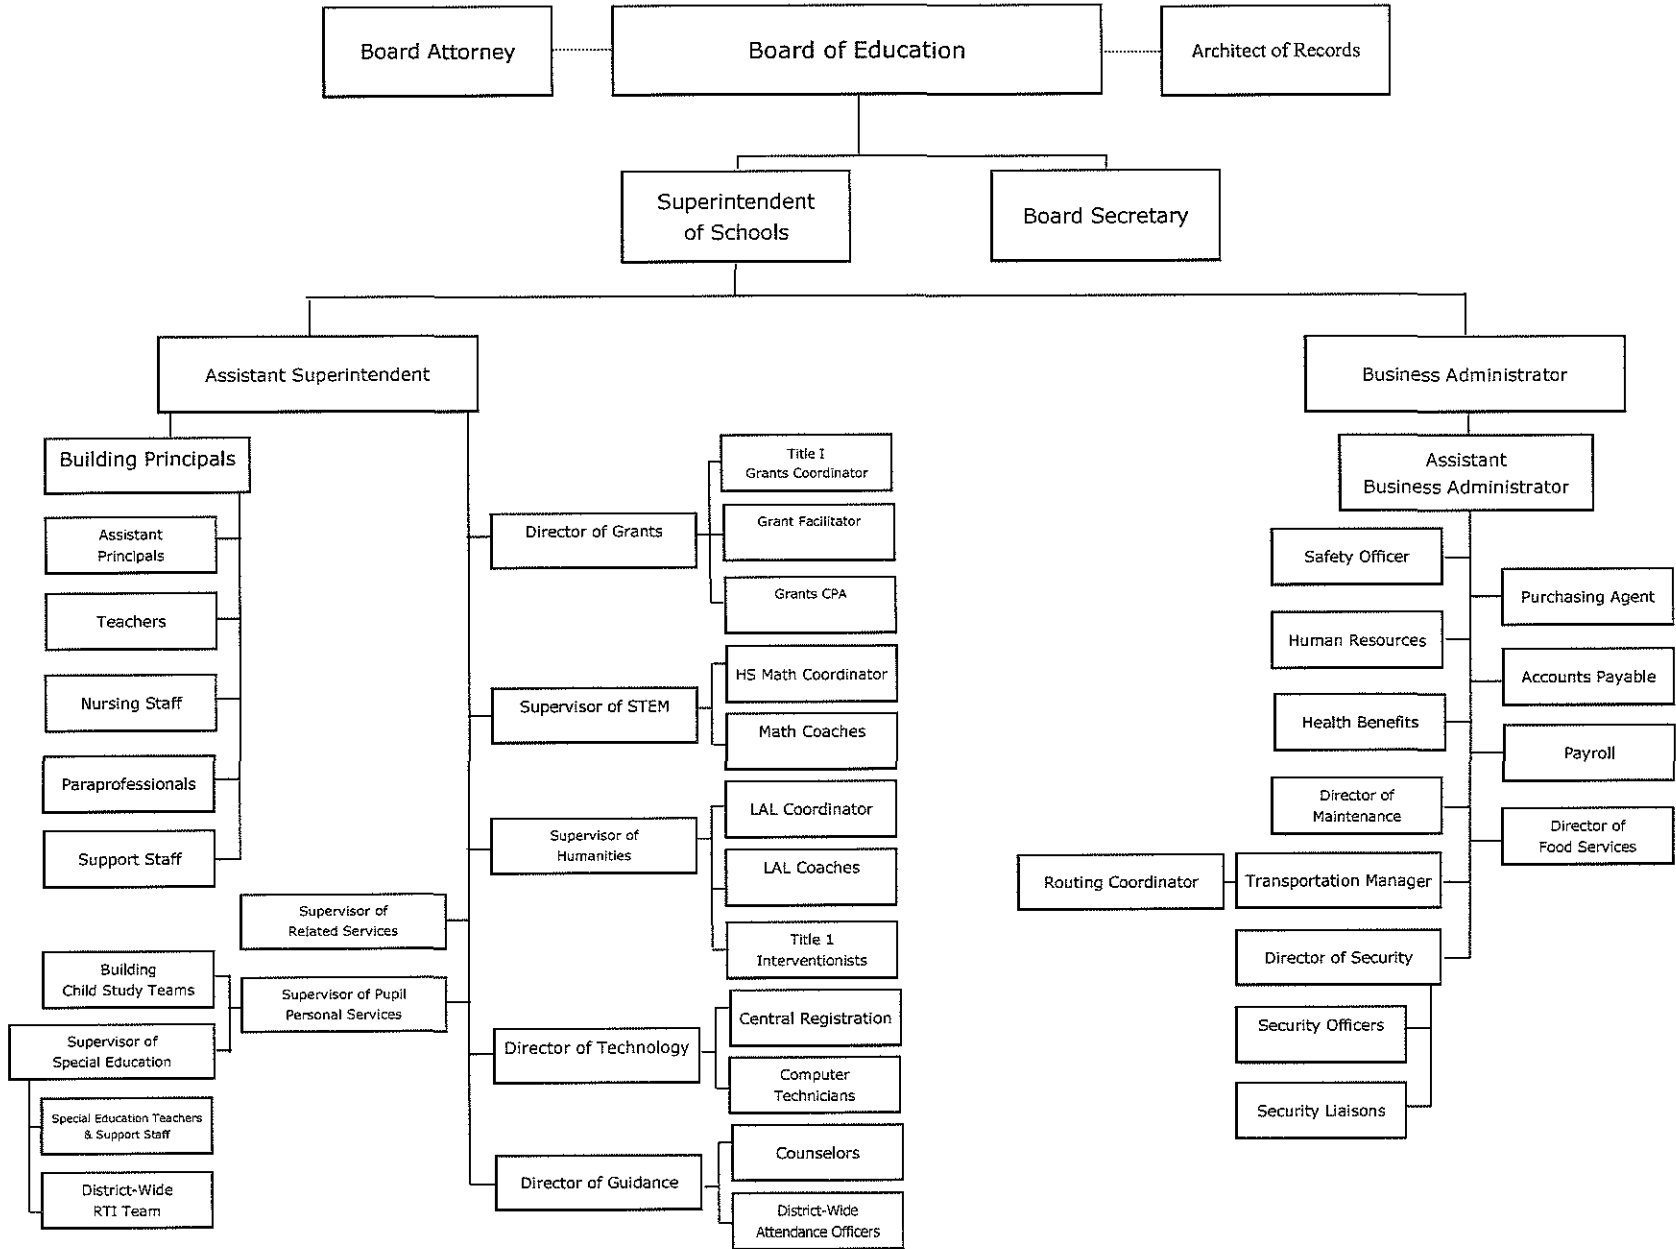 Board Attorney
Board of Education
Architect of Records
Superintendent
of Schools
Board Secretary
Assistant Superintendent
Business Administrator
Building Principals
Assistant
Principals
Teachers
Nursing Staff
Paraprofessionals
Support Staff
Director of Grants
Title I
Grants Coordinator
Grant Facilitator
Grants CPA
Supervisor of STEM
HS Math Coordinator
Math Coaches
Supervisor of
Humanities
LAL Coordinator
LAL Coaches
Title 1
Interventionists
Supervisor of
Related Services
Supervisor of Pupil
Personal Services
Building
Child Study Teams
Supervisor of
Special Education
Special Education Teachers
& Support Staff
District-Wide
RTI Team
Director of Technology
Central Registration
Computer
Technicians
Director of Guidance
Counselors
District-Wide
Attendance Officers
Assistant
Business Administrator
Safety Officer
Purchasing Agent
Human Resources
Accounts Payable
Health Benefits
Payroll
Director of
Maintenance
Director of
Food Services
Routing Coordinator
Transportation Manager
Director of Security
Security Officers
Security Liaisons